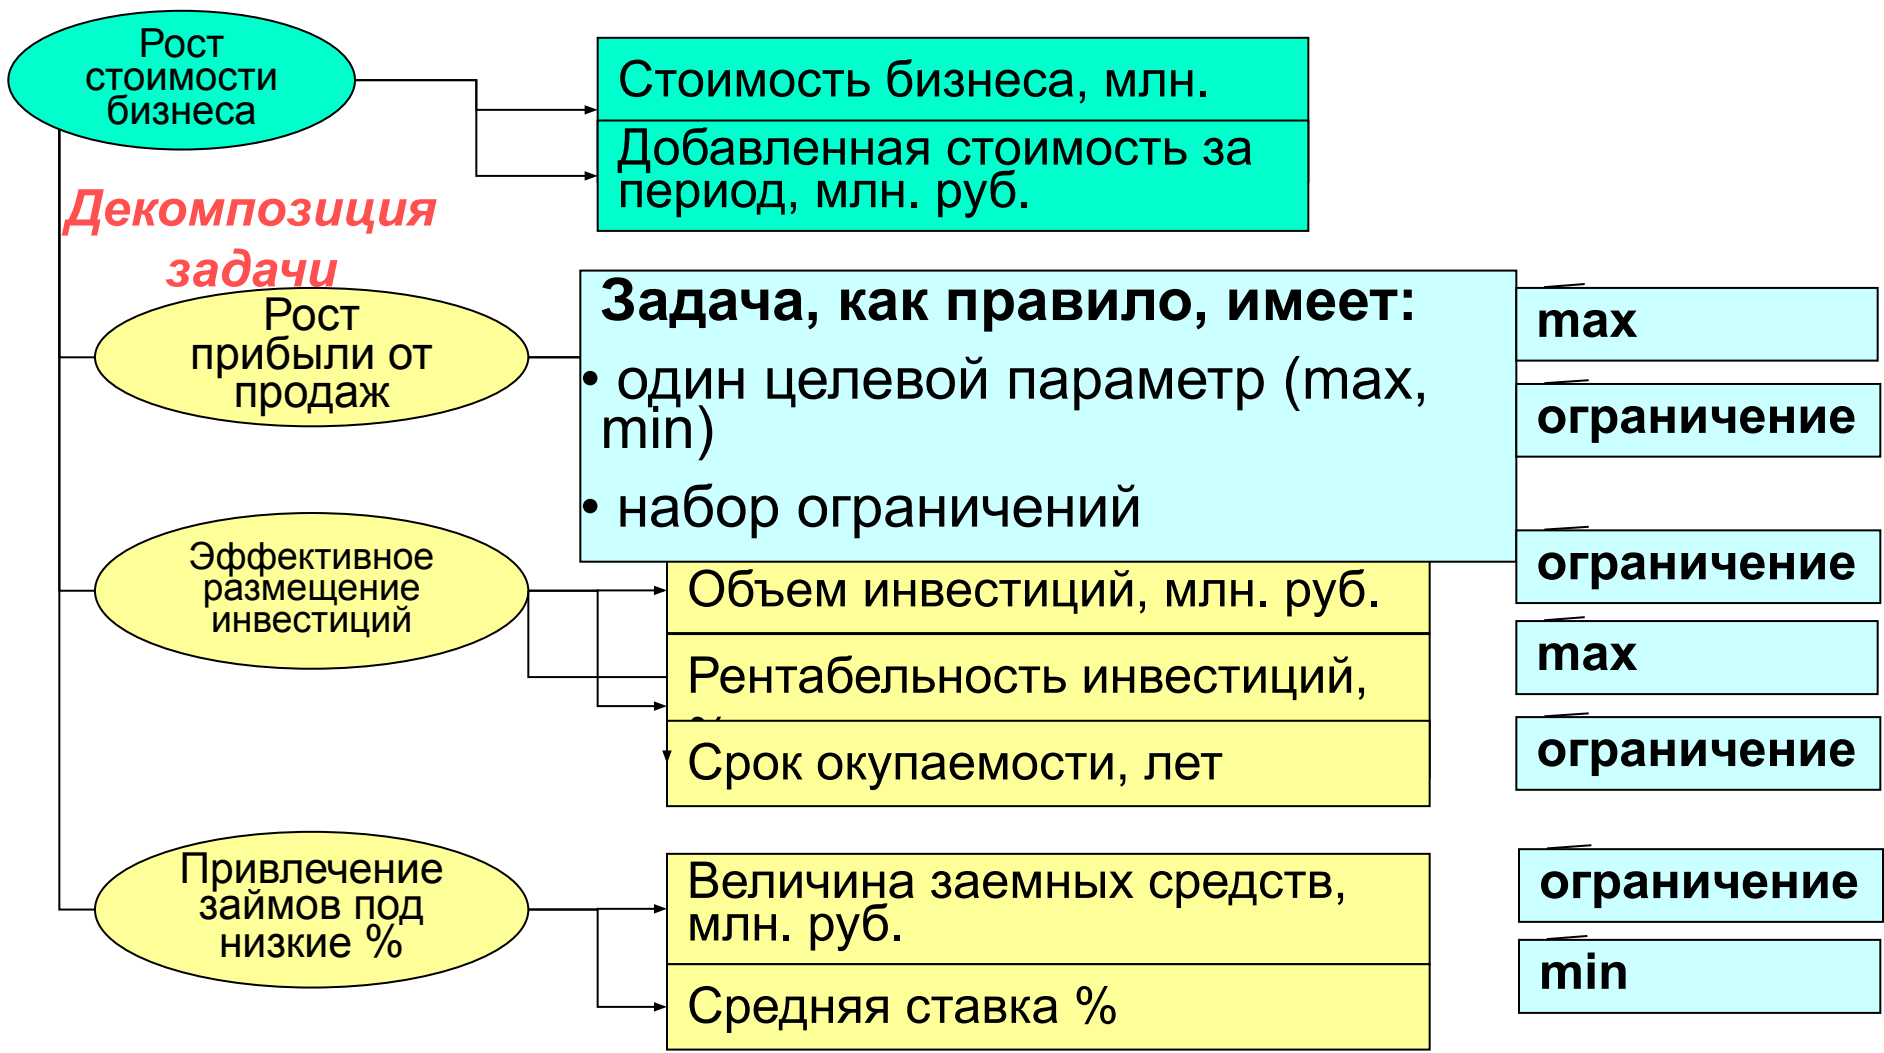 Рост
стоимости
бизнеса
Стоимость бизнеса, млн.
Добавленная стоимость за
период, млн. руб.
Декомпозиция
задачи
Рост
прибыли от
продаж
Задача, как правило, имеет:
• один целевой параметр (max,
min)
• набор ограничений
max
ограничение
Эффективное
размещение
инвестиций
Объем инвестиций, млн. руб.
ограничение
Рентабельность инвестиций,
max
Срок окупаемости, лет
ограничение
Привлечение
займов под
низкие %
Величина заемных средств,
млн. руб.
ограничение
Средняя ставка %
min